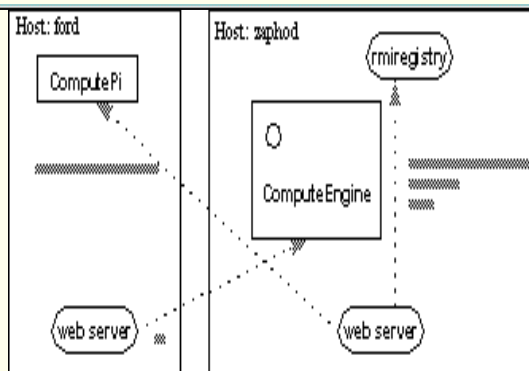 Host: ford
ComputePi
web server
Host: zaphod
rmiregistry
ComputeEngine
web server